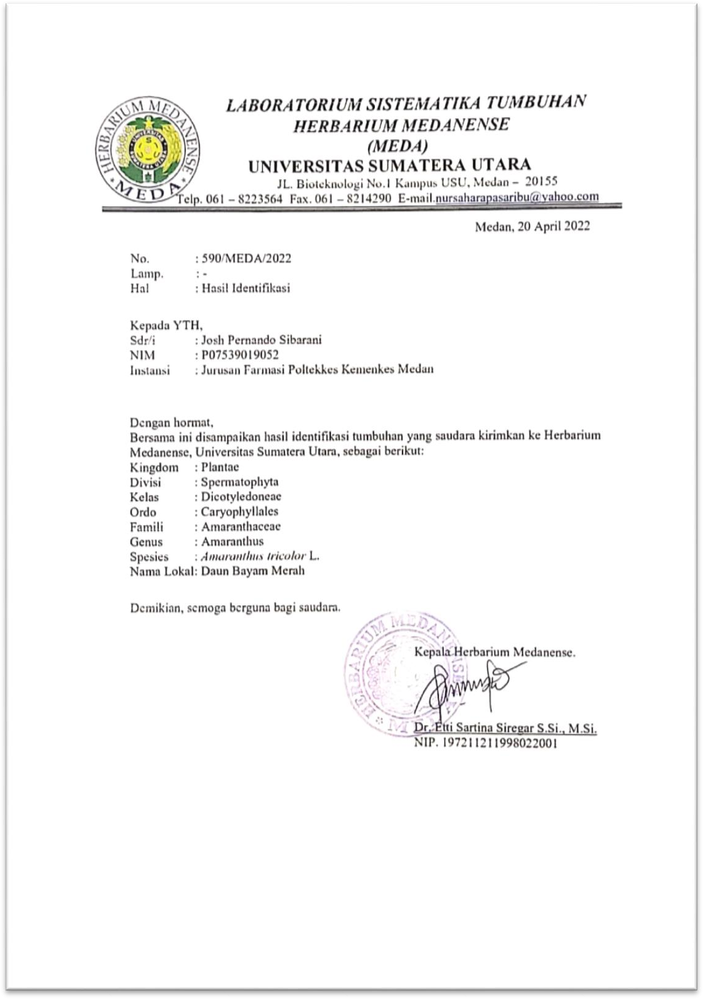 HERBARIUM MEDANENSE
UNIVERSITAS
SUMATERA UTARA
* MEDA *
LABORATORIUM SISTEMATIKA TUMBUHAN
HERBARIUM MEDANENSE
(MEDA)
UNIVERSITAS SUMATERA UTARA
JL. Bioteknologi No.1 Kampus USU, Medan – 20155
Telp. 061 – 8223564 Fax. 061 – 8214290 E-mail.nursaharapasaribu@yahoo.com
Medan, 20 April 2022
No. : 590/MEDA/2022
Lamp. : -
Hal : Hasil Identifikasi
Kepada YTH,
Sdr/i : Josh Pernando Sibarani
NIM : P07539019052
Instansi : Jurusan Farmasi Poltekkes Kemenkes Medan
Dengan hormat,
Bersama ini disampaikan hasil identifikasi tumbuhan yang saudara kirimkan ke Herbarium
Medanense, Universitas Sumatera Utara, sebagai berikut:
Kingdom : Plantae
Divisi : Spermatophyta
Kelas : Dicotyledoneae
Ordo : Caryophyllales
Famili : Amaranthaceae
Genus : Amaranthus
Spesies : Amaranthus tricolor L.
Nama Lokal: Daun Bayam Merah
Demikian, semoga berguna bagi saudara.
HERBARIUM MEDANENSE
Kepala Herbarium Medanense.
Dr. Etti Sartina Siregar S.Si., M.Si.
NIP. 197211211998022001